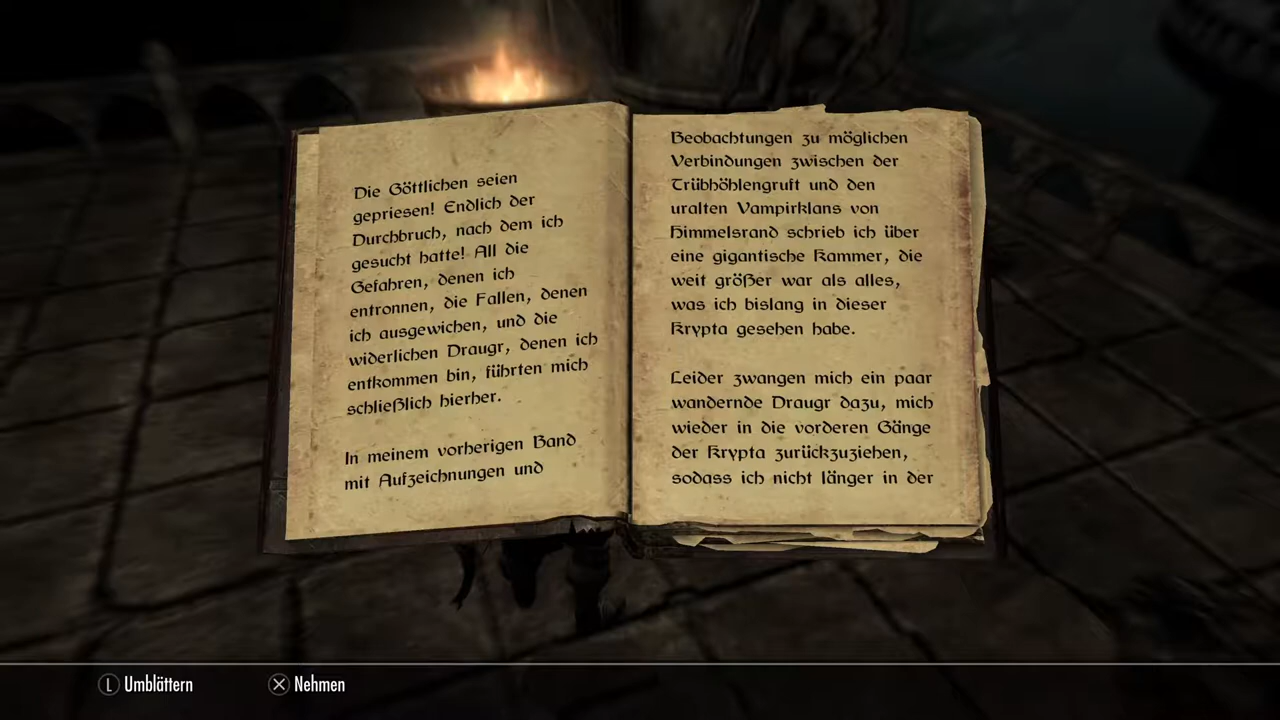 Die Göttlichen seien
gepriesen! Endlich der
Durchbruch, nach dem ich
gesucht hatte! All die
Gefahren, denen ich
entronnen, die Fallen, denen
ich ausgewichen, und die
widerlichen Draugr, denen ich
entkommen bin, führten mich
schließlich hierher.
In meinem vorherigen Band
mit Aufzeichnungen und
Beobachtungen zu möglichen
Verbindungen zwischen der
Trübhöhlengruft und den
uralten Vampirklans von
Himmelsrand schrieb ich über
eine gigantische Kammer, die
weit größer war als alles,
was ich bislang in dieser
Krypta gesehen habe.
Leider zwangen mich ein paar
wandernde Draugr dazu, mich
wieder in die vorderen Gänge
der Krypta zurückzuziehen,
sodass ich nicht länger in der
L Umblättern
X Nehmen